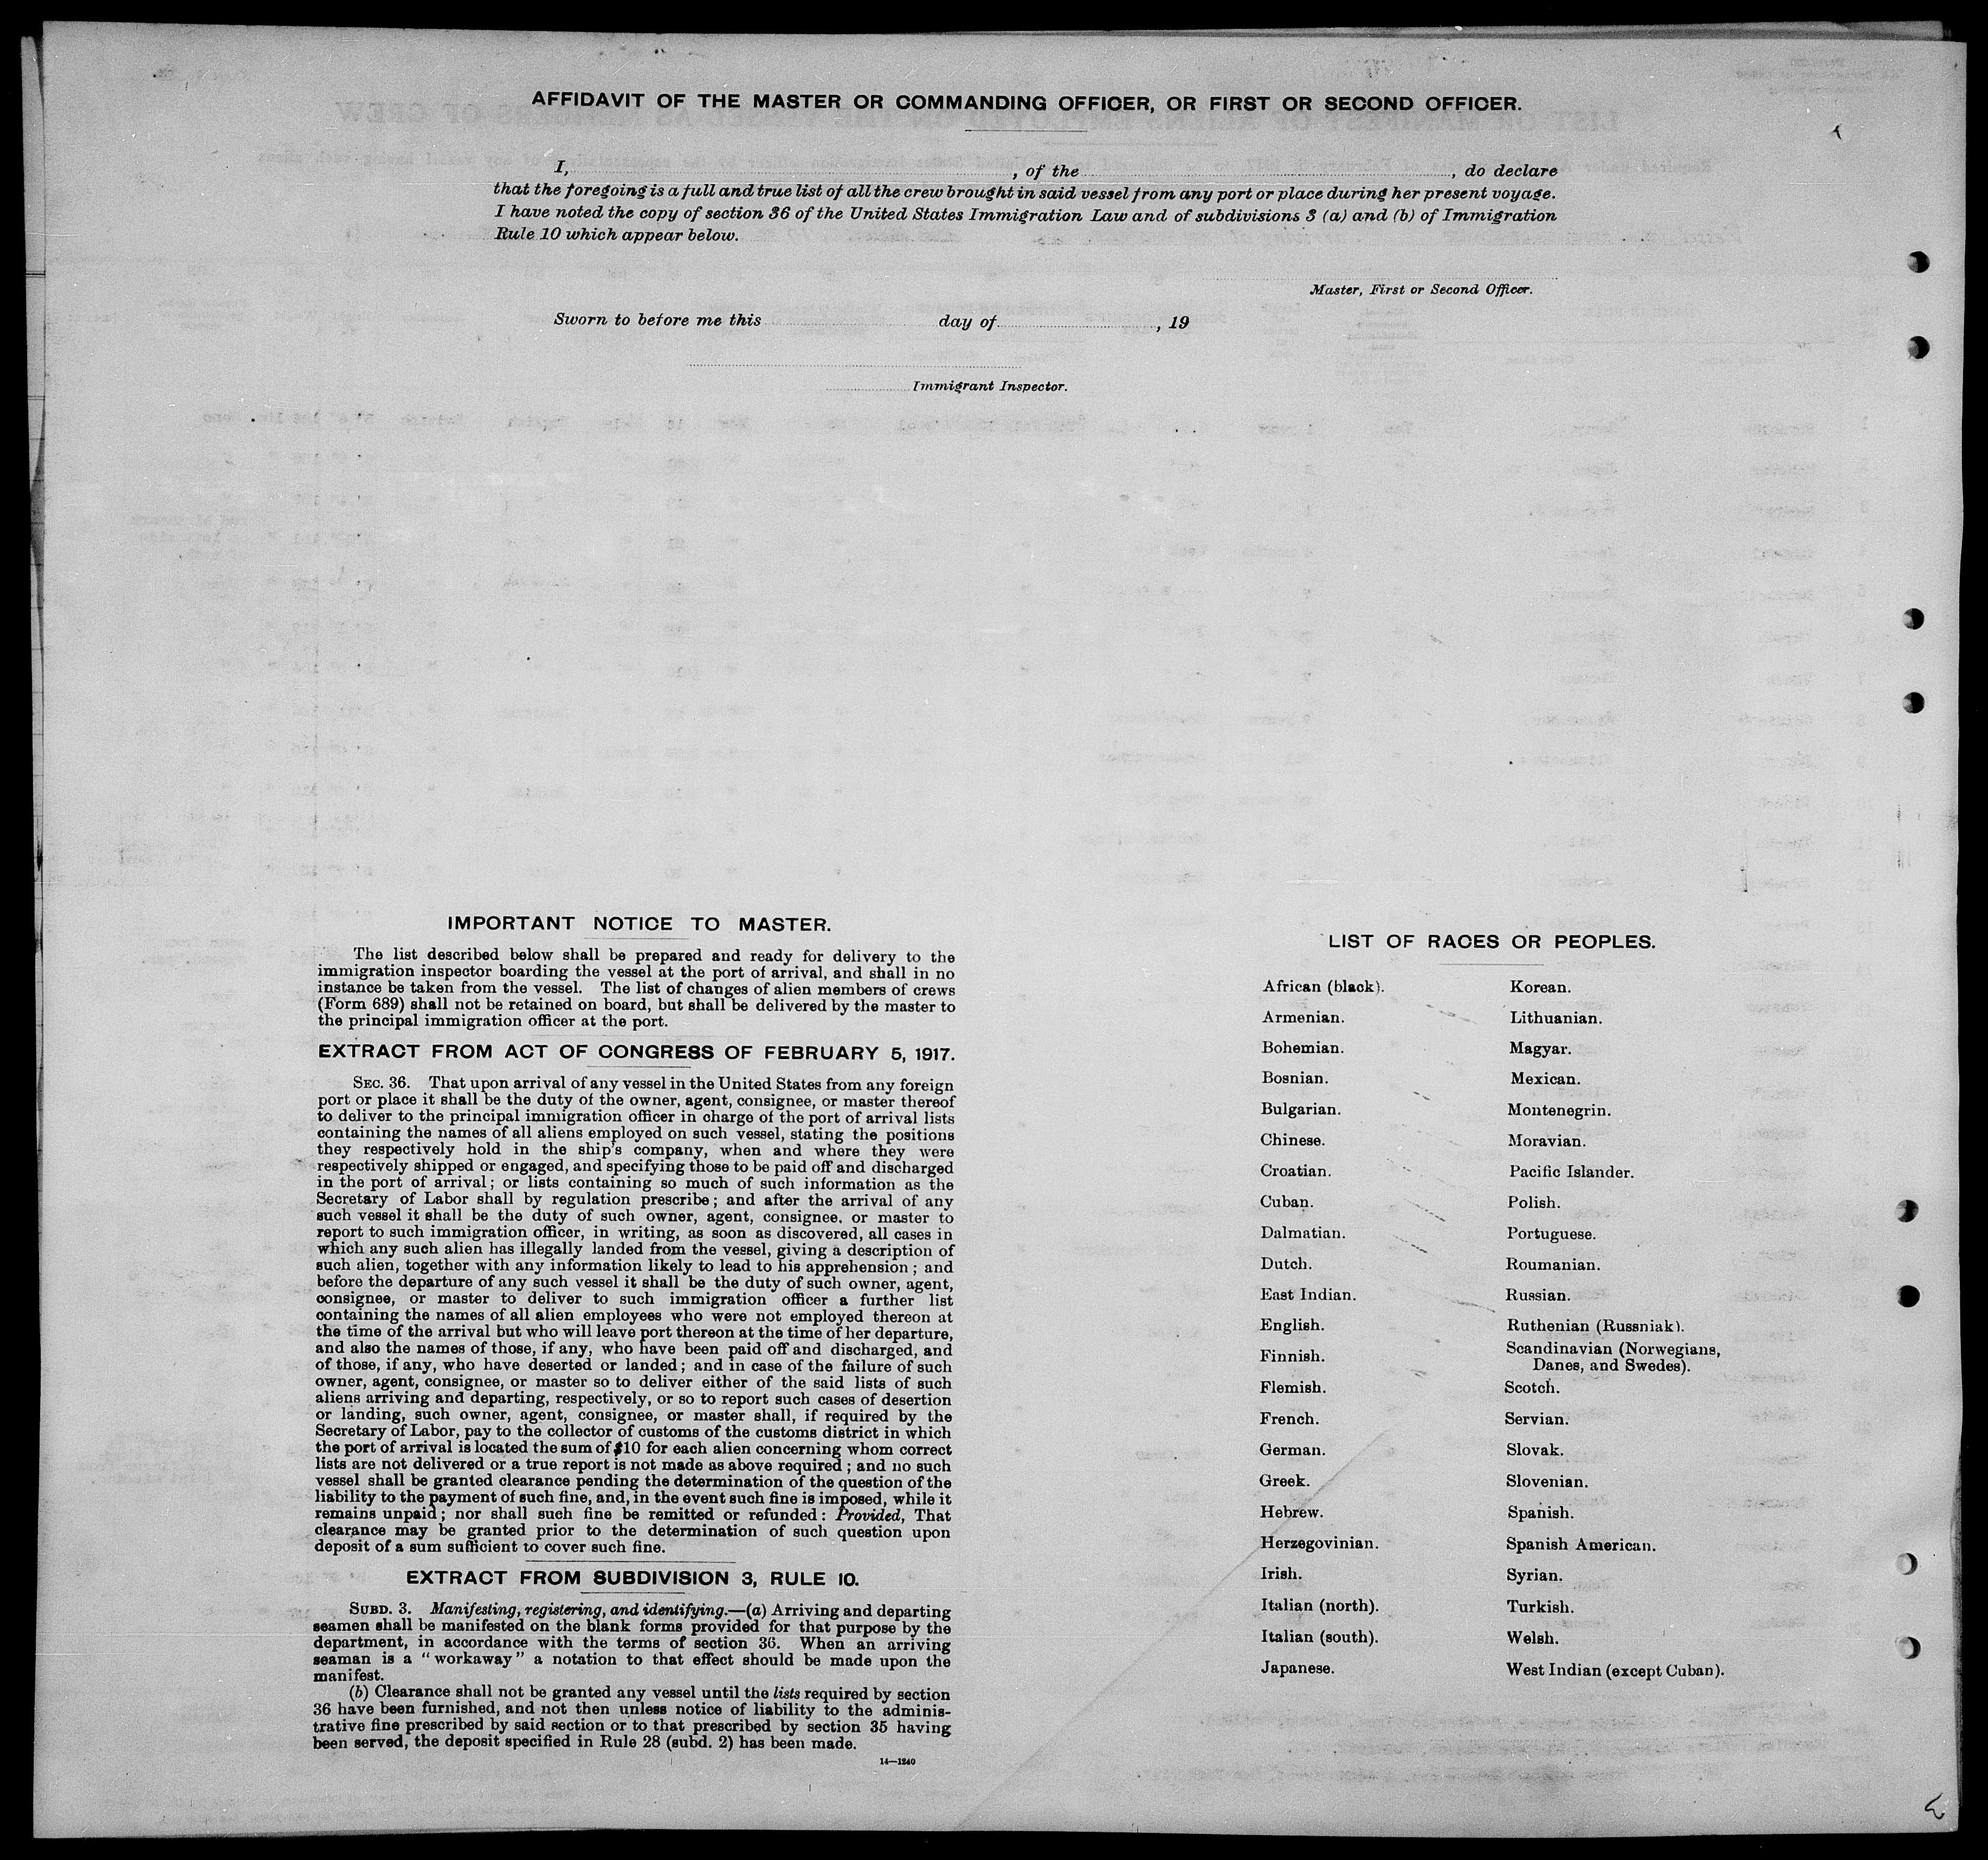 AFFIDAVIT OF THE MASTER OR COMMANDING OFFICER, OR FIRST OR SECOND OFFICER.
I, , of the , do declare
that the foregoing is a full and true list of all the crew brought in said vessel from any port or place during her present voyage.
I have noted the copy of section 36 of the United States Immigration Law and of subdivisions 3 (a) and (b) of Immigration
Rule 10 which appear below.
Master, First or Second Officer.
Sworn to before me this day of , 19
Immigrant Inspector.
IMPORTANT NOTICE TO MASTER.
The list described below shall be prepared and ready for delivery to the
immigration inspector boarding the vessel at the port of arrival, and shall in no
instance be taken from the vessel. The list of changes of alien members of crews
(Form 689) shall not be retained on board, but shall be delivered by the master to
the principal immigration officer at the port.
EXTRACT FROM ACT OF CONGRESS OF FEBRUARY 5, 1917.
SEC. 36. That upon arrival of any vessel in the United States from any foreign
port or place it shall be the duty of the owner, agent, consignee, or master thereof
to deliver to the principal immigration officer in charge of the port of arrival lists
containing the names of all aliens employed on such vessel, stating the positions
they respectively hold in the ship's company, when and where they were
respectively shipped or engaged, and specifying those to be paid off and discharged
in the port of arrival; or lists containing so much of such information as the
Secretary of Labor shall by regulation prescribe; and after the arrival of any
such vessel it shall be the duty of such owner, agent, consignee, or master to
report to such immigration officer, in writing, as soon as discovered, all cases in
which any such alien has illegally landed from the vessel, giving a description of
such alien, together with any information likely to lead to his apprehension; and
before the departure of any such vessel it shall be the duty of such owner, agent,
consignee, or master to deliver to such immigration officer a further list
containing the names of all alien employees who were not employed thereon at
the time of the arrival but who will leave port thereon at the time of her departure,
and also the names of those, if any, who have been paid off and discharged, and
of those, if any, who have deserted or landed; and in case of the failure of such
owner, agent, consignee, or master so to deliver either of the said lists of such
aliens arriving and departing, respectively, or so to report such cases of desertion
or landing, such owner, agent, consignee, or master shall, if required by the
Secretary of Labor, pay to the collector of customs of the customs district in which
the port of arrival is located the sum of $10 for each alien concerning whom correct
lists are not delivered or a true report is not made as above required; and no such
vessel shall be granted clearance pending the determination of the question of the
liability to the payment of such fine, and, in the event such fine is imposed, while it
remains unpaid; nor shall such fine be remitted or refunded: Provided, That
clearance may be granted prior to the determination of such question upon
deposit of a sum sufficient to cover such fine.
EXTRACT FROM SUBDIVISION 3, RULE 10.
SUBD. 3. Manifesting, registering, and identifying.—(a) Arriving and departing
seamen shall be manifested on the blank forms provided for that purpose by the
department, in accordance with the terms of section 36. When an arriving
seaman is a "workaway" a notation to that effect should be made upon the
manifest.
(b) Clearance shall not be granted any vessel until the lists required by section
36 have been furnished, and not then unless notice of liability to the adminis-
trative fine prescribed by said section or to that prescribed by section 35 having
been served, the deposit specified in Rule 28 (subd. 2) has been made.
14—1240
LIST OF RACES OR PEOPLES.
African (black).
Armenian.
Bohemian.
Bosnian.
Bulgarian.
Chinese.
Croatian.
Cuban.
Dalmatian.
Dutch.
East Indian.
English.
Finnish.
Flemish.
French.
German.
Greek.
Hebrew.
Herzegovinian.
Irish.
Italian (north).
Italian (south).
Japanese.
Korean.
Lithuanian.
Magyar.
Mexican.
Montenegrin.
Moravian.
Pacific Islander.
Polish.
Portuguese.
Roumanian.
Russian.
Ruthenian (Russniak).
Scandinavian (Norwegians,
Danes, and Swedes).
Scotch.
Servian.
Slovak.
Slovenian.
Spanish.
Spanish American.
Syrian.
Turkish.
Welsh.
West Indian (except Cuban).